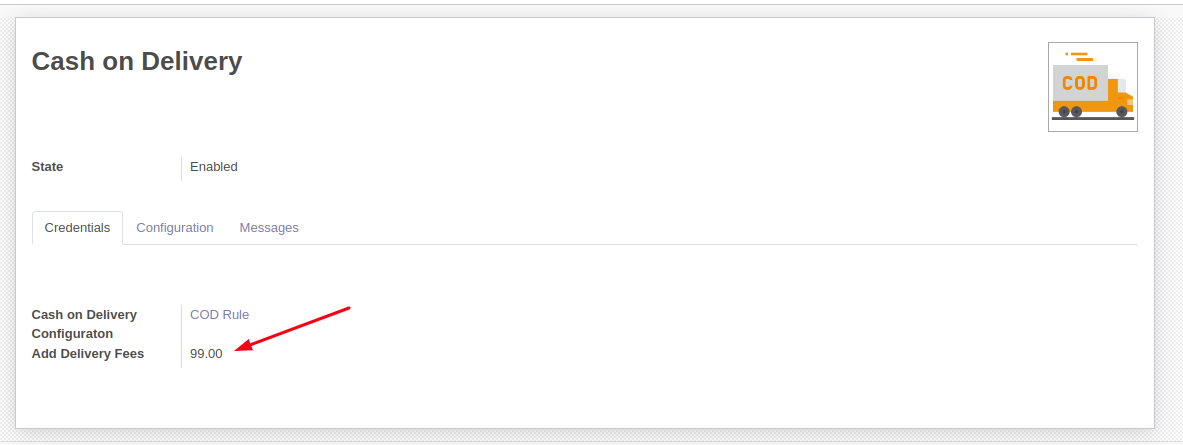 Cash on Delivery
COD
State
Enabled
Credentials
Configuration
Messages
Cash on Delivery
Configuraton
COD Rule
Add Delivery Fees
99.00